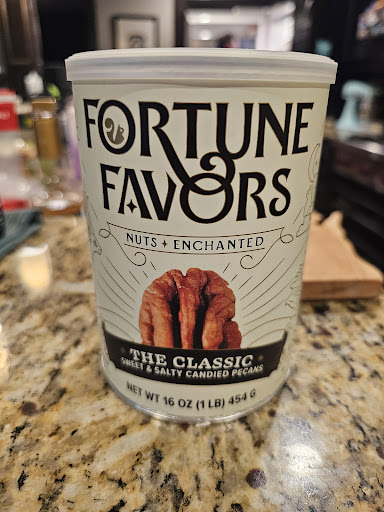 FORTUNE
FAVORS
NUTS ✦ ENCHANTED
THE CLASSIC
SWEET & SALTY CANDIED PECANS
NET WT 16 OZ (1 LB) 454 G